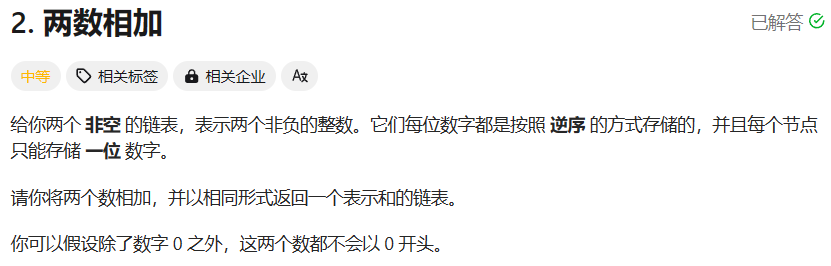 2. 两数相加
已解答
中等 相关标签 相关企业 Aあ
给你两个 非空 的链表，表示两个非负的整数。它们每位数字都是按照 逆序 的方式存储的，并且每个节点
只能存储 一位 数字。
请你将两个数相加，并以相同形式返回一个表示和的链表。
你可以假设除了数字 0 之外，这两个数都不会以 0 开头。